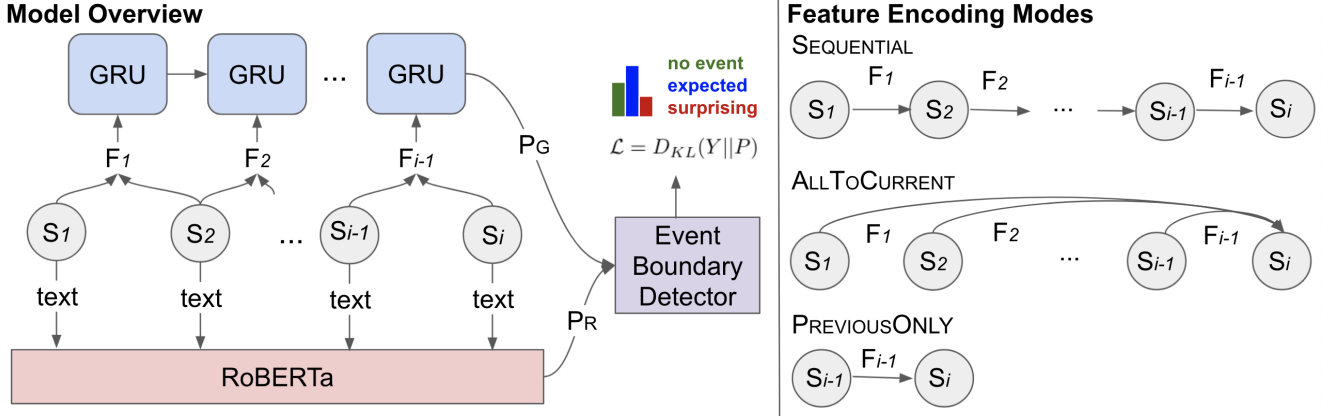 Model Overview
GRU
GRU
...
GRU
F1
F2
Fi-1
S1
S2
...
Si-1
Si
text
text
text
text
RoBERTa
PG
PR
no event
expected
surprising
ℒ = D_{KL}(Y||P)
Event
Boundary
Detector
Feature Encoding Modes
SEQUENTIAL
S1
F1
S2
F2
...
Si-1
Fi-1
Si
ALLTOCURRENT
S1
F1
S2
F2
...
Si-1
Fi-1
Si
PREVIOUSONLY
Si-1
Fi-1
Si